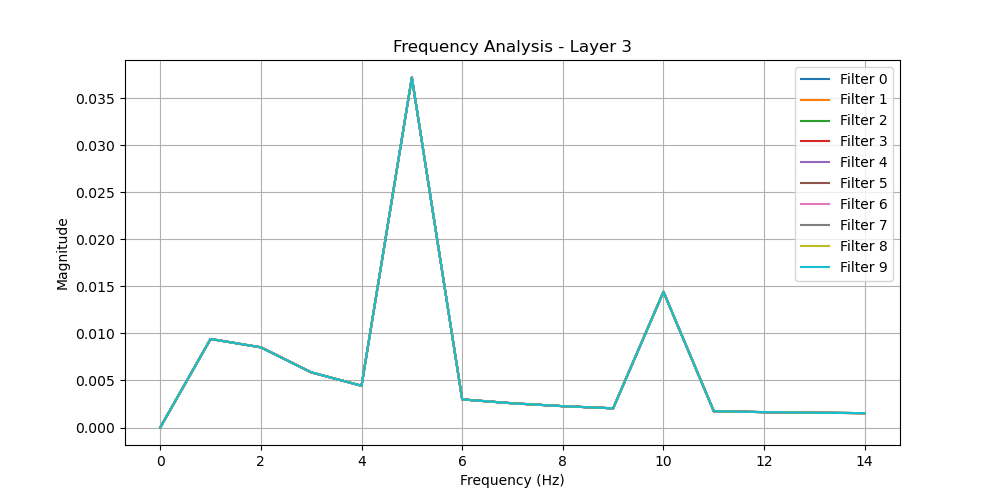 Frequency Analysis - Layer 3
Magnitude
0.035
0.030
0.025
0.020
0.015
0.010
0.005
0.000
Filter 0
Filter 1
Filter 2
Filter 3
Filter 4
Filter 5
Filter 6
Filter 7
Filter 8
Filter 9
0 2 4 6 8 10 12 14
Frequency (Hz)